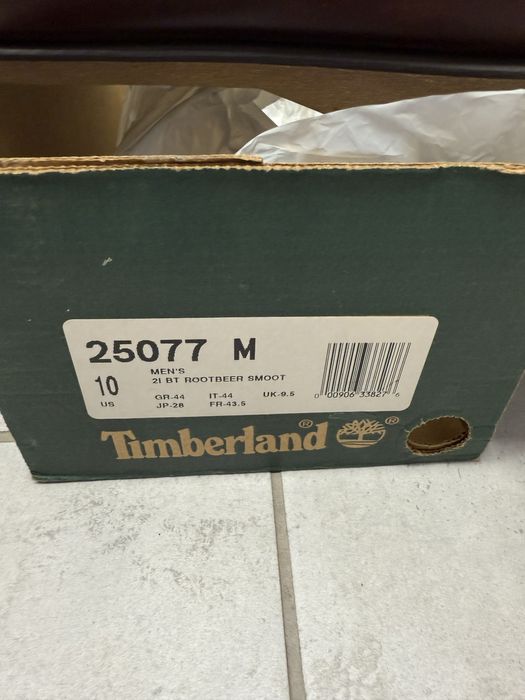 25077 M
MEN'S
10 2I BT ROOTBEER SMOOT
US GR-44 IT-44 UK-9.5
JP-28 FR-43.5
0 00906 33827 6
Timberland® ®